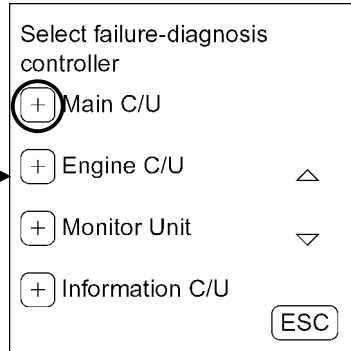 Select failure-diagnosis
controller
+ Main C/U
+ Engine C/U
+ Monitor Unit
+ Information C/U
ESC